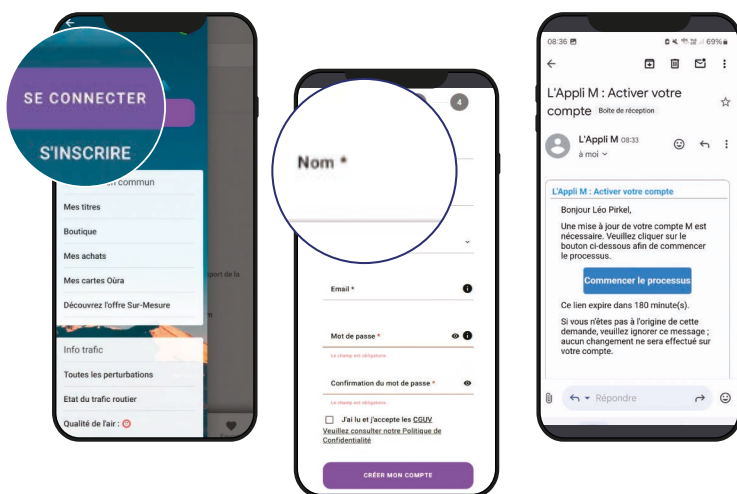 SE CONNECTER
S'INSCRIRE
en commun
Mes titres
Boutique
Mes achats
Mes cartes Oùra
Découvrez l'offre Sur-Mesure
Info trafic
Toutes les perturbations
Etat du trafic routier
Qualité de l'air :
port de la
4
Nom *
Email *
Mot de passe *
Le champ est obligatoire
Confirmation du mot de passe *
Le champ est obligatoire
J'ai lu et j'accepte les CGUV
Veuillez consulter notre Politique de
Confidentialité
CRÉER MON COMPTE
08:36 69%
L'Appli M : Activer votre
compte Boîte de réception
L'Appli M 08:33
à moi
L'Appli M : Activer votre compte
Bonjour Léo Pirkel,
Une mise à jour de votre compte M est
nécessaire. Veuillez cliquer sur le
bouton ci-dessous afin de commencer
le processus.
Commencer le processus
Ce lien expire dans 180 minute(s).
Si vous n'êtes pas à l'origine de cette
demande, veuillez ignorer ce message ;
aucun changement ne sera effectué sur
votre compte.
Répondre